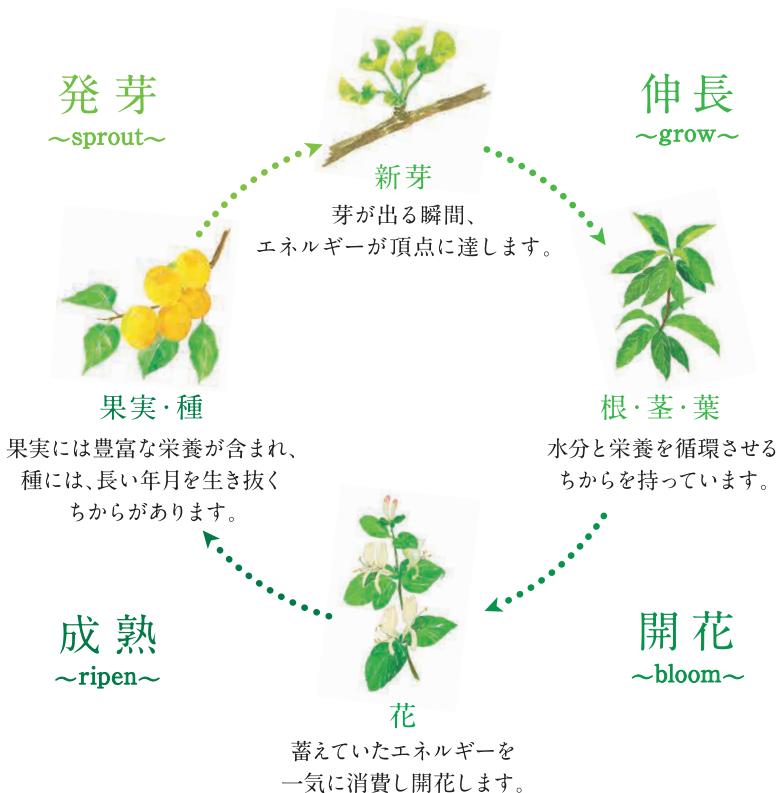 発芽
～sprout～
伸長
～grow～
新芽
芽が出る瞬間、
エネルギーが頂点に達します。
根・茎・葉
水分と栄養を循環させる
ちからを持っています。
果実・種
果実には豊富な栄養が含まれ、
種には、長い年月を生き抜く
ちからがあります。
成熟
～ripen～
開花
～bloom～
花
蓄えていたエネルギーを
一気に消費し開花します。